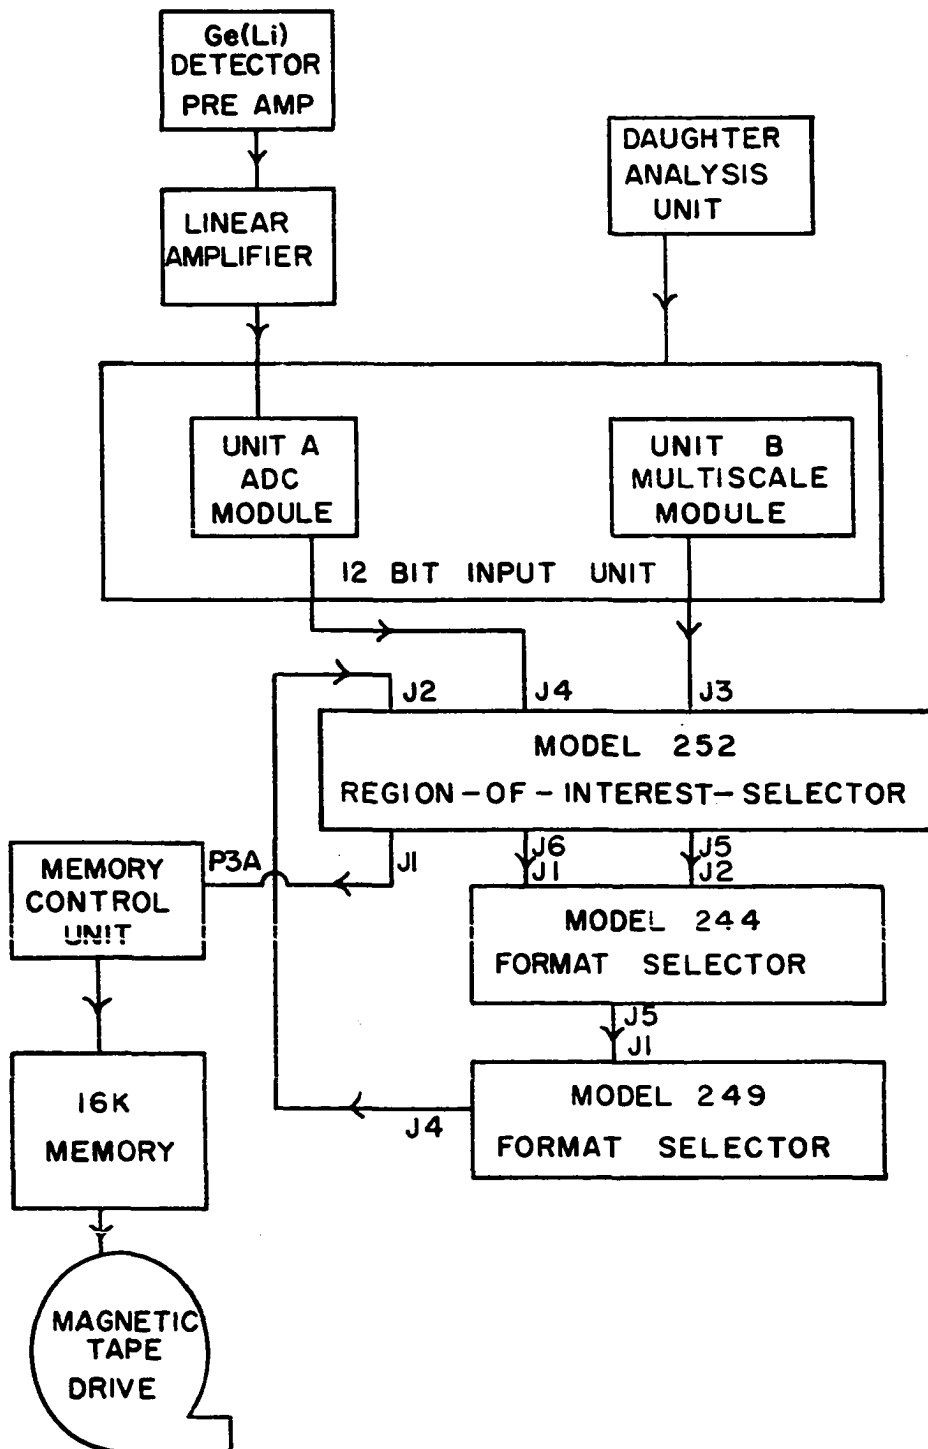 Ge(Li)
DETECTOR
PRE AMP
DAUGHTER
ANALYSIS
UNIT
LINEAR
AMPLIFIER
UNIT A
ADC
MODULE
UNIT B
MULTISCALE
MODULE
12 BIT INPUT UNIT
J2
J4
J3
MODEL 252
REGION-OF-INTEREST-SELECTOR
P3A
J1
J6
J1
J5
J2
MEMORY
CONTROL
UNIT
MODEL 244
FORMAT SELECTOR
J5
J1
MODEL 249
FORMAT SELECTOR
J4
16K
MEMORY
MAGNETIC
TAPE
DRIVE